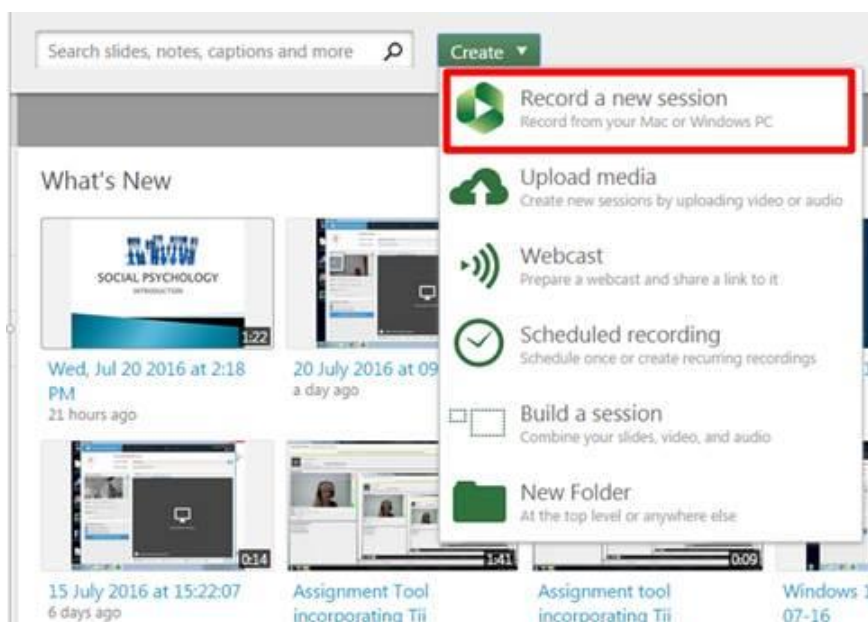 Search slides, notes, captions and more
Create
Record a new session
Record from your Mac or Windows PC
Upload media
Create new sessions by uploading video or audio
Webcast
Prepare a webcast and share a link to it
Scheduled recording
Schedule once or create recurring recordings
Build a session
Combine your slides, video, and audio
New Folder
At the top level or anywhere else
What's New
SOCIAL PSYCHOLOGY
INTRODUCTION
1:22
Wed, Jul 20 2016 at 2:18
PM
21 hours ago
20 July 2016 at 09
a day ago
0:14
15 July 2016 at 15:22:07
6 days ago
1:41
Assignment Tool
incorporating Tii
0:09
Assignment tool
incorporating Tii
Windows 1
07-16